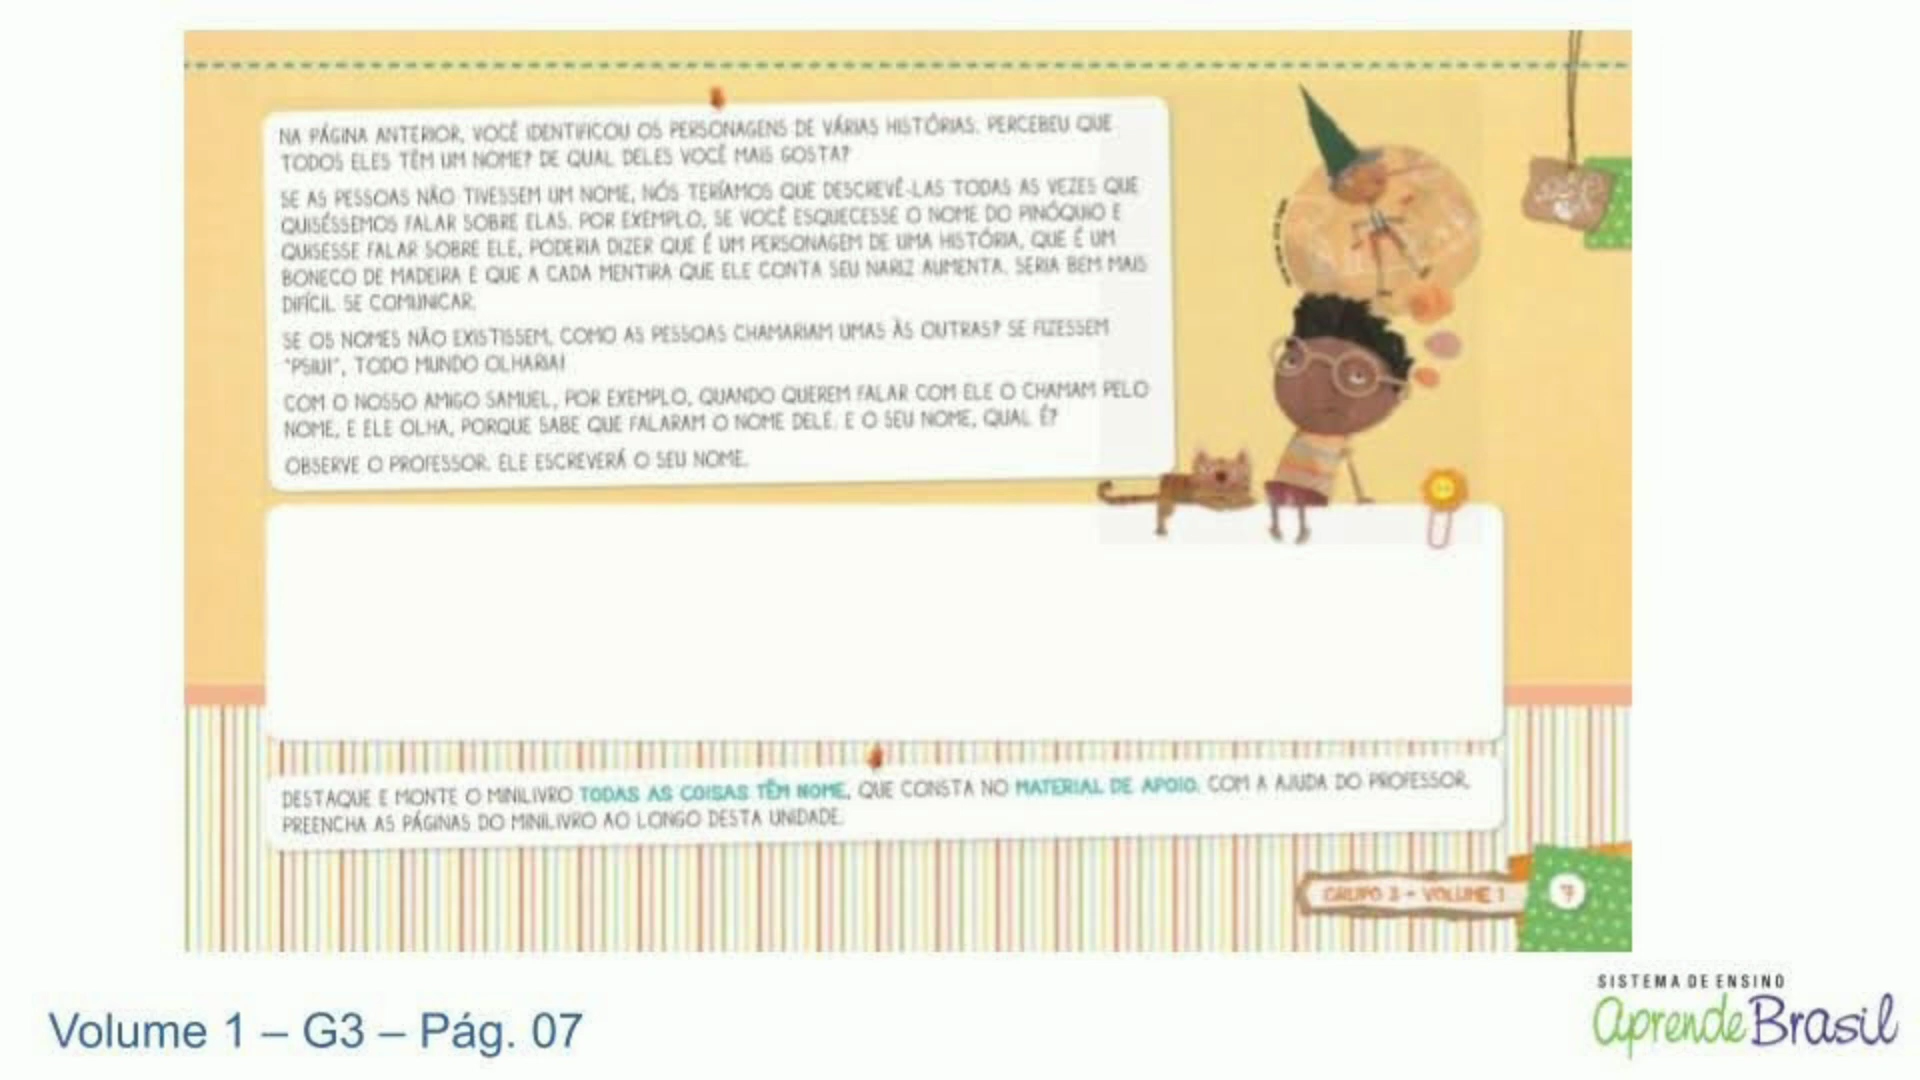 NA PÁGINA ANTERIOR, VOCÊ IDENTIFICOU OS PERSONAGENS DE VÁRIAS HISTÓRIAS. PERCEBEU QUE
TODOS ELES TÊM UM NOME? DE QUAL DELES VOCÊ MAIS GOSTA?
SE AS PESSOAS NÃO TIVESSEM UM NOME, NÓS TERÍAMOS QUE DESCREVÊ-LAS TODAS AS VEZES QUE
QUISÉSSEMOS FALAR SOBRE ELAS. POR EXEMPLO, SE VOCÊ ESQUECESSE O NOME DO PINÓQUIO E
QUISESSE FALAR SOBRE ELE, PODERIA DIZER QUE É UM PERSONAGEM DE UMA HISTÓRIA, QUE É UM
BONECO DE MADEIRA E QUE A CADA MENTIRA QUE ELE CONTA SEU NARIZ AUMENTA. SERIA BEM MAIS
DIFÍCIL SE COMUNICAR.
SE OS NOMES NÃO EXISTISSEM, COMO AS PESSOAS CHAMARIAM UMAS ÀS OUTRAS? SE FIZESSEM
"PSIU!", TODO MUNDO OLHARIA!
COM O NOSSO AMIGO SAMUEL, POR EXEMPLO, QUANDO QUEREM FALAR COM ELE O CHAMAM PELO
NOME, E ELE OLHA, PORQUE SABE QUE FALARAM O NOME DELE. E O SEU NOME, QUAL É?
OBSERVE O PROFESSOR. ELE ESCREVERÁ O SEU NOME.
DESTAQUE E MONTE O MINILIVRO TODAS AS COISAS TÊM NOME, QUE CONSTA NO MATERIAL DE APOIO. COM A AJUDA DO PROFESSOR,
PREENCHA AS PÁGINAS DO MINILIVRO AO LONGO DESTA UNIDADE.
GRUPO 3 - VOLUME 1
7
Volume 1 – G3 – Pág. 07
SISTEMA DE ENSINO
aprende Brasil